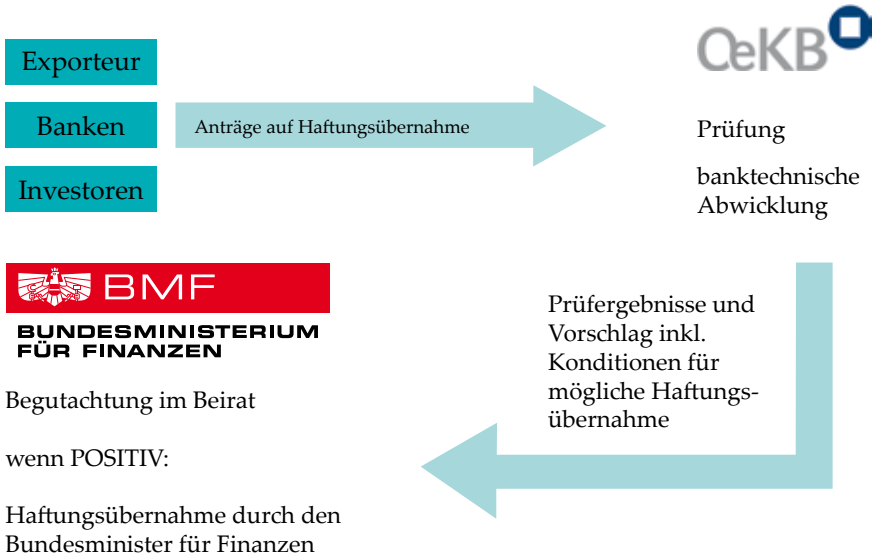 Exporteur
Banken
Investoren
Anträge auf Haftungsübernahme
OeKB
Prüfung
banktechnische
Abwicklung
Prüfergebnisse und
Vorschlag inkl.
Konditionen für
mögliche Haftungs-
übernahme
BMF
BUNDESMINISTERIUM
FÜR FINANZEN
Begutachtung im Beirat
wenn POSITIV:
Haftungsübernahme durch den
Bundesminister für Finanzen